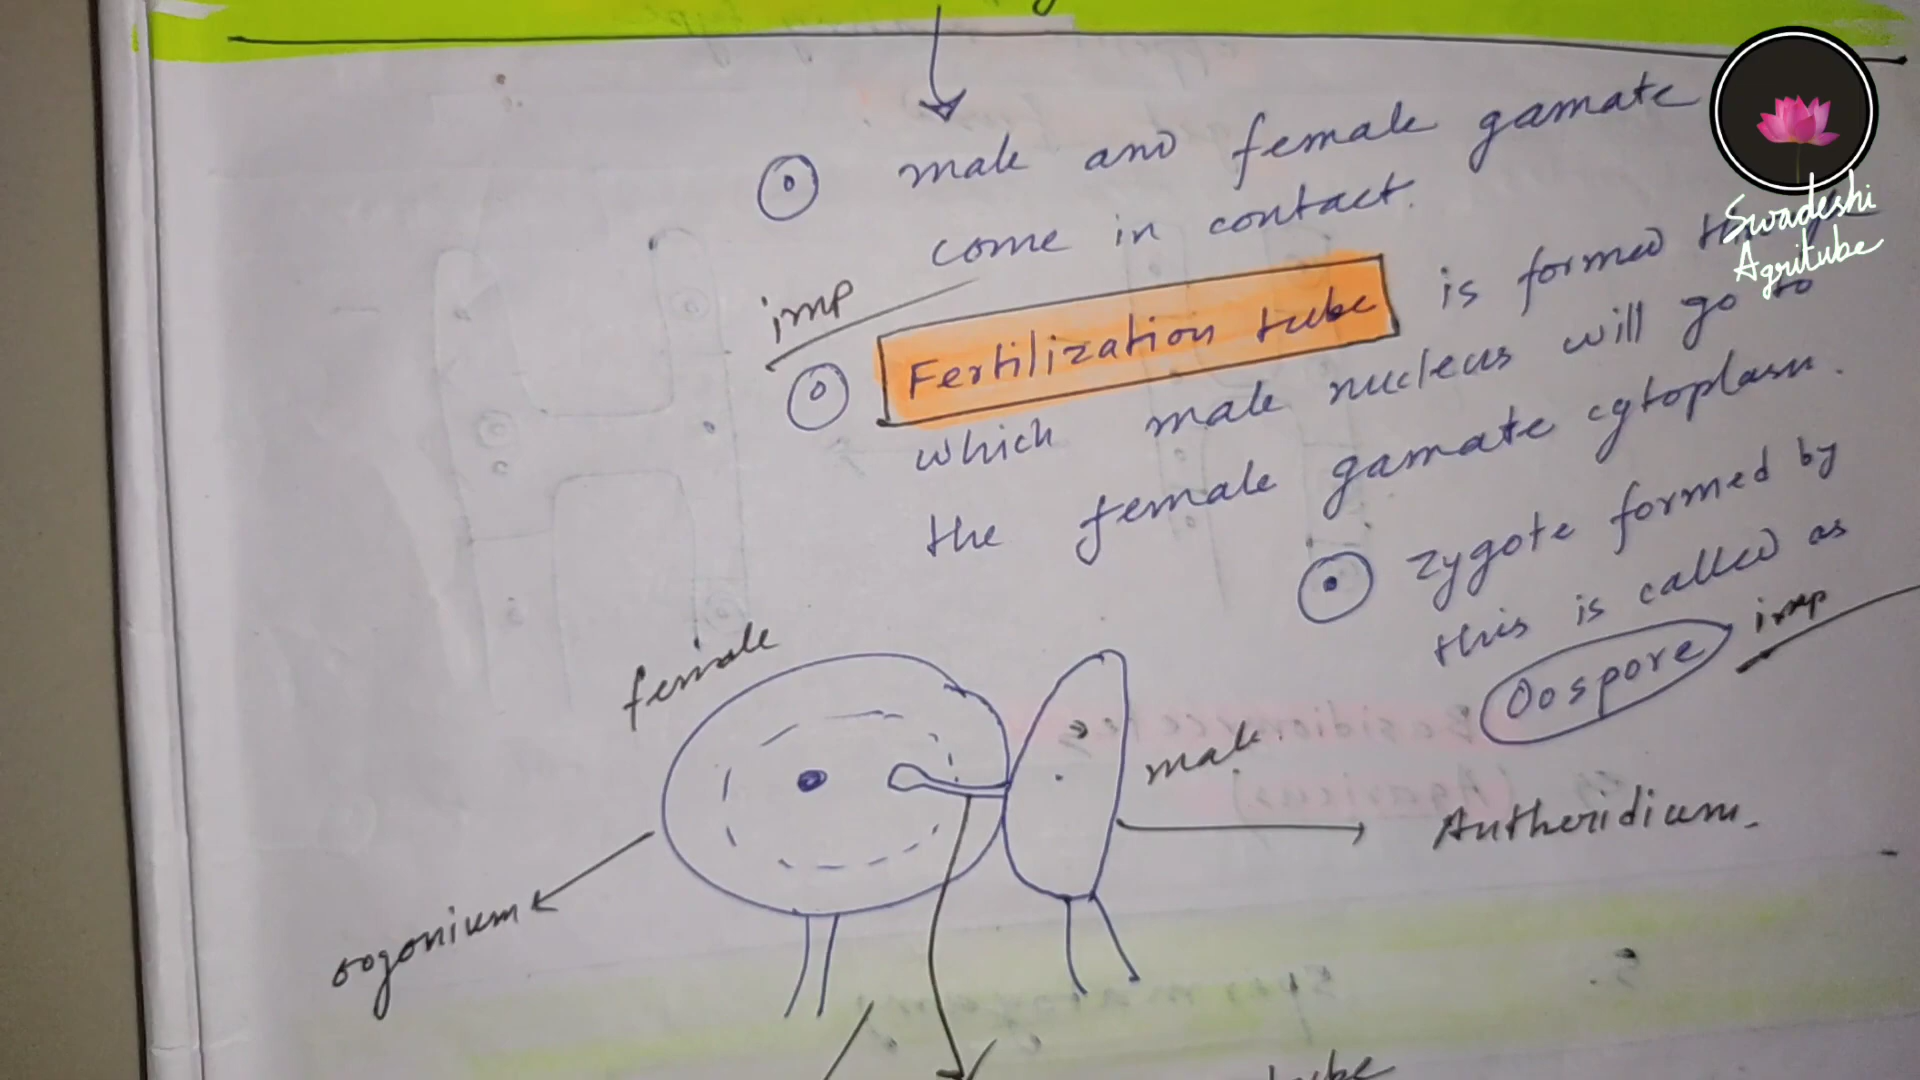 male and female gamate
come in contact.
imp
Fertilization tube is formed through
which male nucleus will go to
the female gamate cytoplasm.
zygote formed by
this is called as
Oospore imp
female
male.
Antheridium.
oogonium
tube
Swadeshi
Agritube